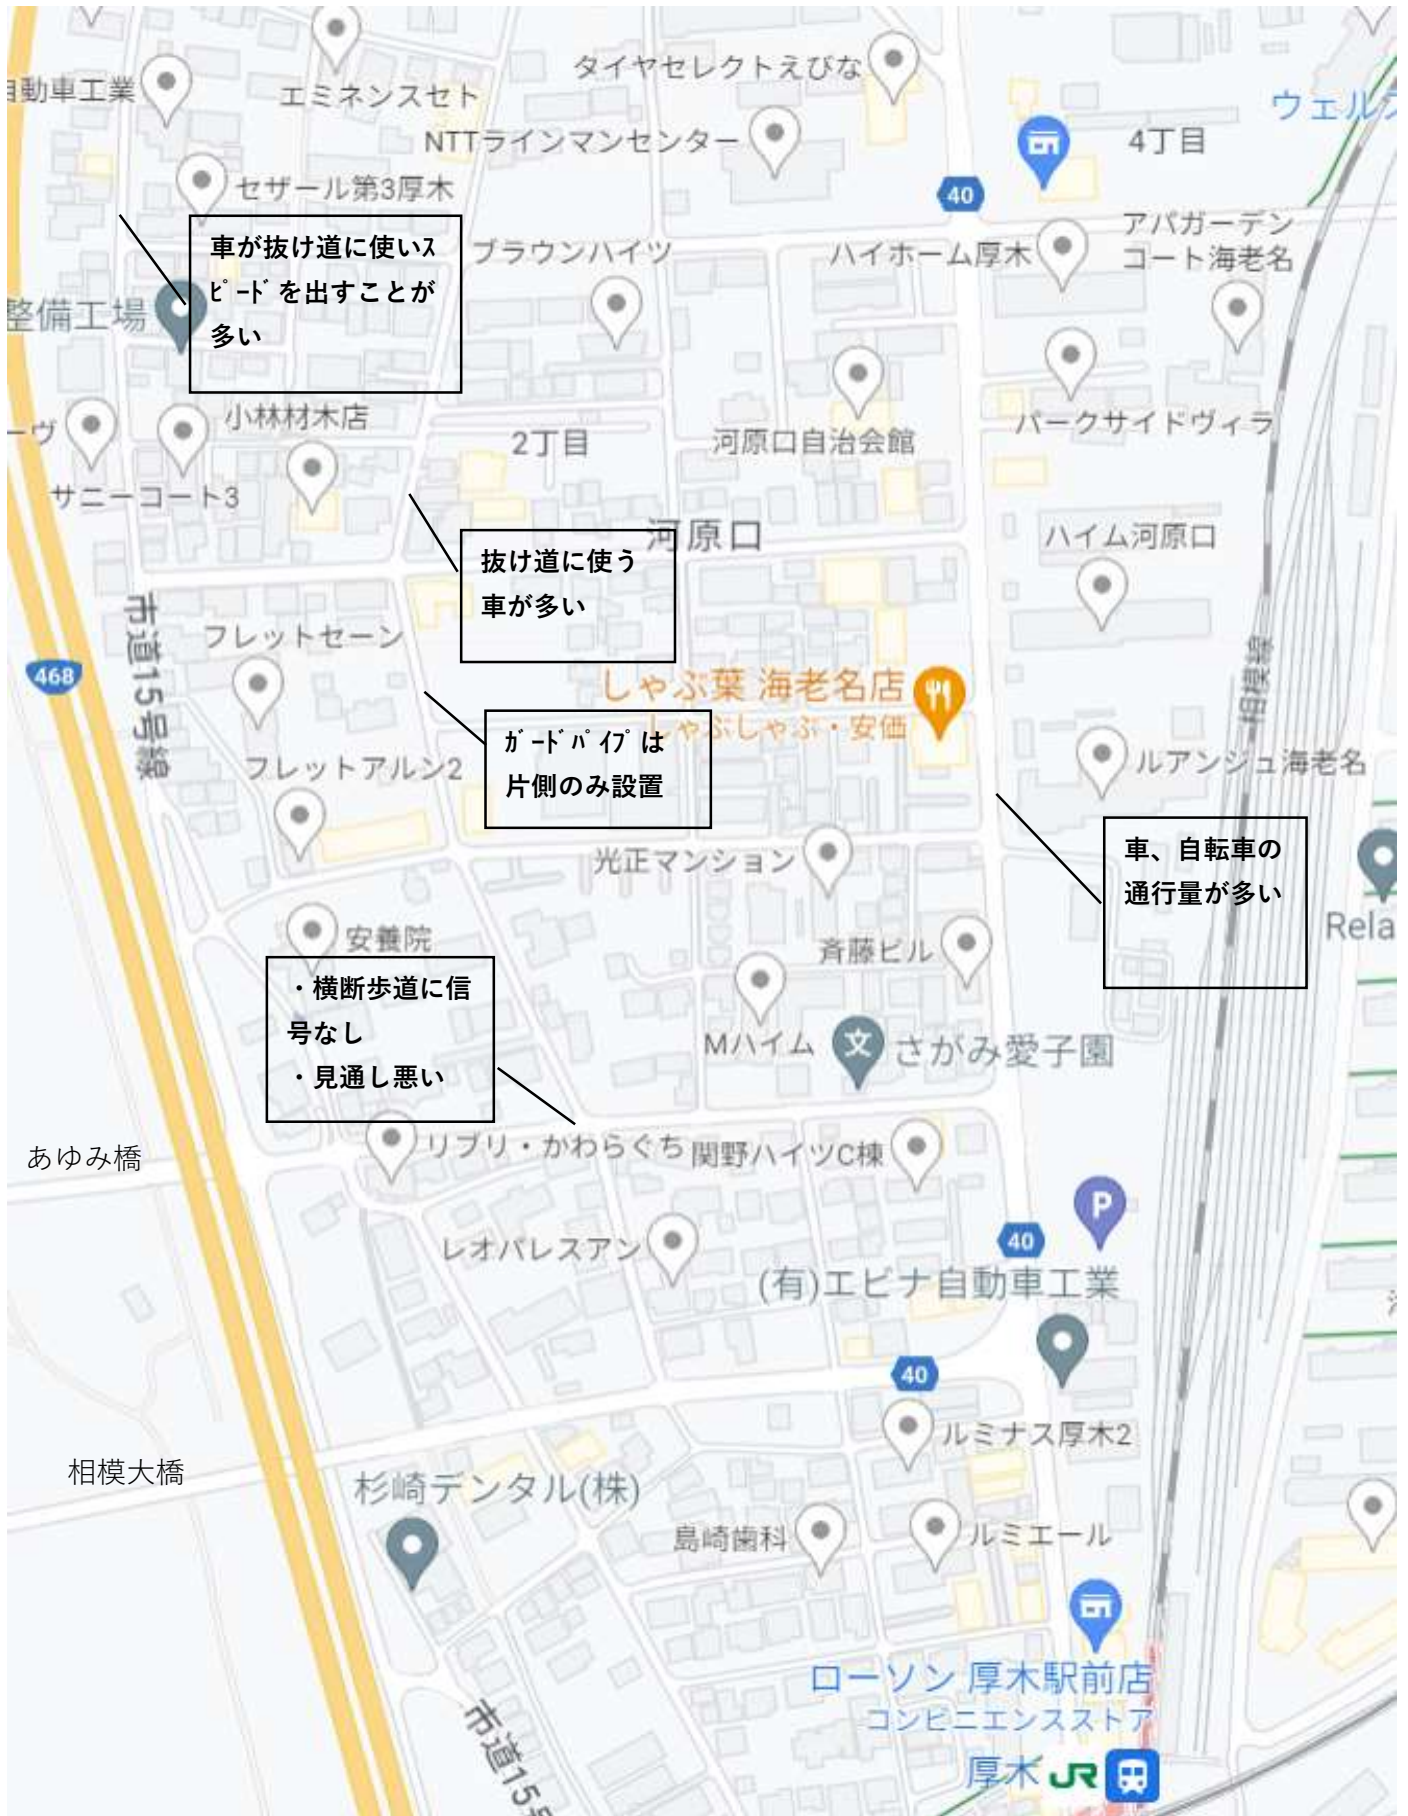 タイヤセレクトえびな
自動車工業
エミネンスセト
ウェルス
NTTラインマンセンター
4丁目
セザール第3厚木
40
アパガーデン
コート海老名
車が抜け道に使いｽ
ﾋﾟｰﾄﾞを出すことが
多い
ブラウンハイツ
ハイホーム厚木
整備工場
小林材木店
パークサイドヴィラ
ーヴ
2丁目
河原口自治会館
サニーコート3
河原口
ハイム河原口
抜け道に使う
車が多い
市道15号線
フレットセーン
468
相模線
しゃぶ葉 海老名店
しゃぶしゃぶ・安価
ｶﾞｰﾄﾞﾊﾟｲﾌﾟは
片側のみ設置
フレットアルン2
ルアンジュ海老名
車、自転車の
通行量が多い
光正マンション
Rela
安養院
斉藤ビル
・横断歩道に信
号なし
・見通し悪い
Mハイム
文
さがみ愛子園
あゆみ橋
リブリ・かわらぐち
関野ハイツC棟
P
レオパレスアン
40
(有)エビナ自動車工業
40
ルミナス厚木2
相模大橋
杉崎デンタル(株)
島崎歯科
ルミエール
ローソン 厚木駅前店
コンビニエンスストア
市道15号
厚木 JR